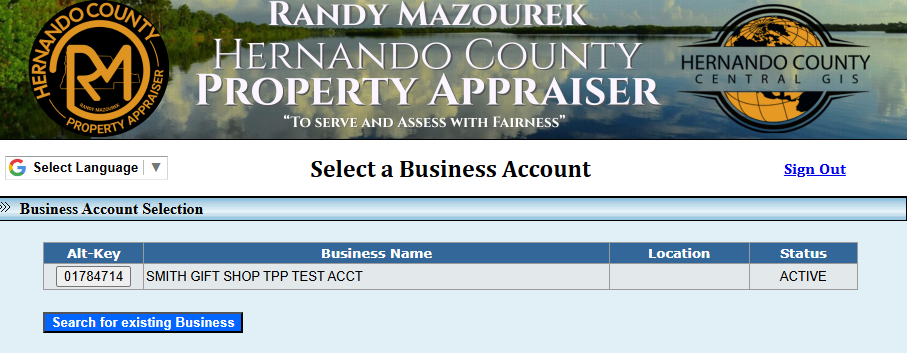 RANDY MAZOUREK
HERNANDO COUNTY
PROPERTY APPRAISER
“TO SERVE AND ASSESS WITH FAIRNESS”
HERNANDO COUNTY
RM
RANDY MAZOUREK
PROPERTY APPRAISER
HERNANDO COUNTY
CENTRAL GIS
G Select Language ▼
Select a Business Account
Sign Out
Business Account Selection
Alt-Key Business Name Location Status
01784714 SMITH GIFT SHOP TPP TEST ACCT ACTIVE
Search for existing Business